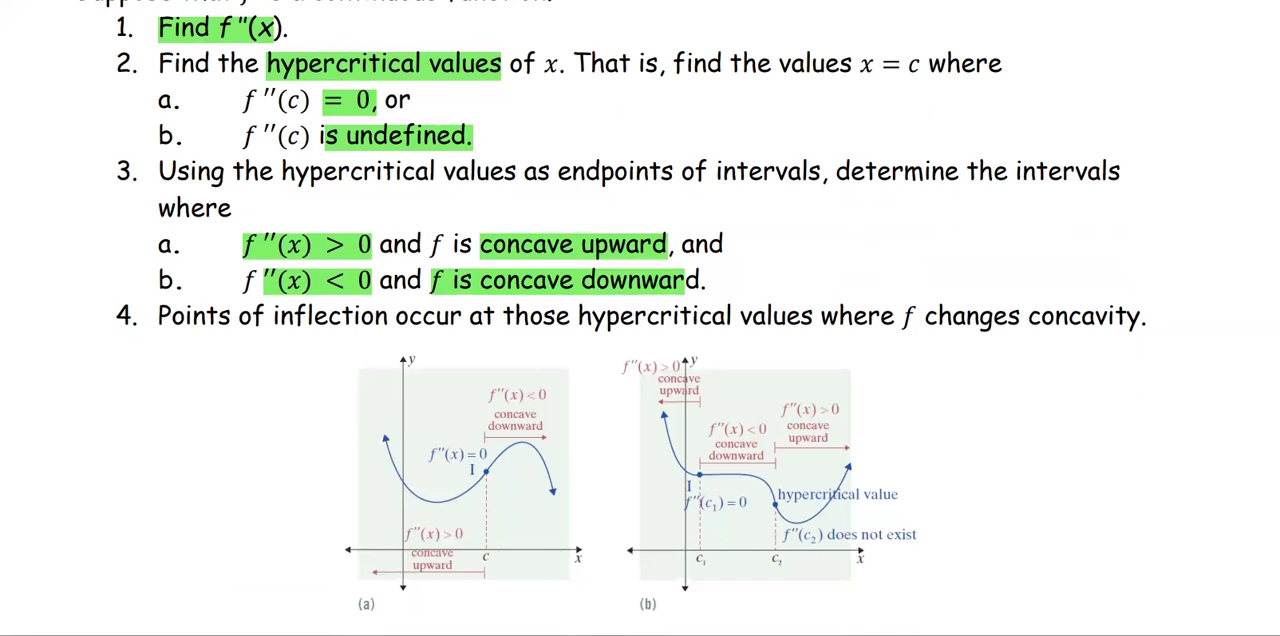 1. Find f "(x).
2. Find the hypercritical values of x. That is, find the values x = c where
a. f "(c) = 0, or
b. f "(c) is undefined.
3. Using the hypercritical values as endpoints of intervals, determine the intervals
where
a. f "(x) > 0 and f is concave upward, and
b. f "(x) < 0 and f is concave downward.
4. Points of inflection occur at those hypercritical values where f changes concavity.
y
f"(x) < 0
concave
downward
f"(x) = 0
I
f"(x) > 0
concave
upward
c
x
(a)
f"(x) > 0
y
concave
upward
f"(x) < 0
concave
downward
f"(x) > 0
concave
upward
I
f"(c₁) = 0
hypercritical value
f"(c₂) does not exist
c₁
c₂
x
(b)